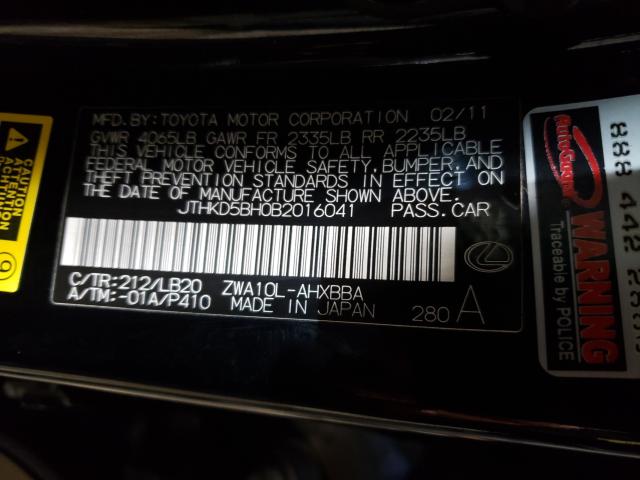 MFD. BY: TOYOTA MOTOR CORPORATION 02/11
GVWR 4065LB GAWR FR 2335LB RR 2235LB
THIS VEHICLE CONFORMS TO ALL APPLICABLE
FEDERAL MOTOR VEHICLE SAFETY, BUMPER, AND
THEFT PREVENTION STANDARDS IN EFFECT ON
THE DATE OF MANUFACTURE SHOWN ABOVE.
JTHKD5BH0B2016041 PASS. CAR
C/TR: 212/LB20 ZWA10L-AHXBBA
A/TM: -01A/P410 MADE IN JAPAN 280 A
CAUTION
ATTENTION
WARNING
Investigated by POLICE
888 442